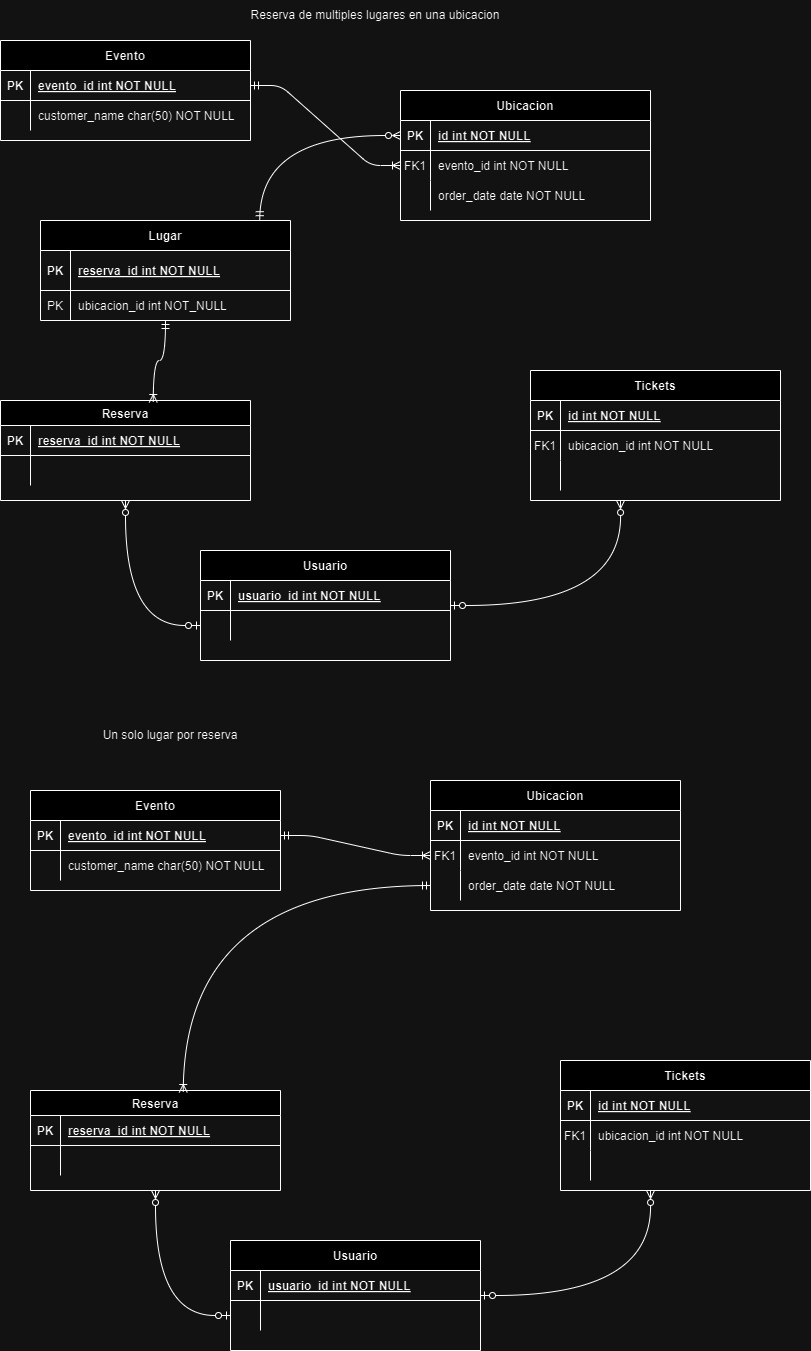 Reserva de multiples lugares en una ubicacion
Evento
PK evento_id int NOT NULL
customer_name char(50) NOT NULL
Ubicacion
PK id int NOT NULL
FK1 evento_id int NOT NULL
order_date date NOT NULL
Lugar
PK reserva_id int NOT NULL
PK ubicacion_id int NOT_NULL
Reserva
PK reserva_id int NOT NULL
Tickets
PK id int NOT NULL
FK1 ubicacion_id int NOT NULL
Usuario
PK usuario_id int NOT NULL
Un solo lugar por reserva
Evento
PK evento_id int NOT NULL
customer_name char(50) NOT NULL
Ubicacion
PK id int NOT NULL
FK1 evento_id int NOT NULL
order_date date NOT NULL
Reserva
PK reserva_id int NOT NULL
Tickets
PK id int NOT NULL
FK1 ubicacion_id int NOT NULL
Usuario
PK usuario_id int NOT NULL